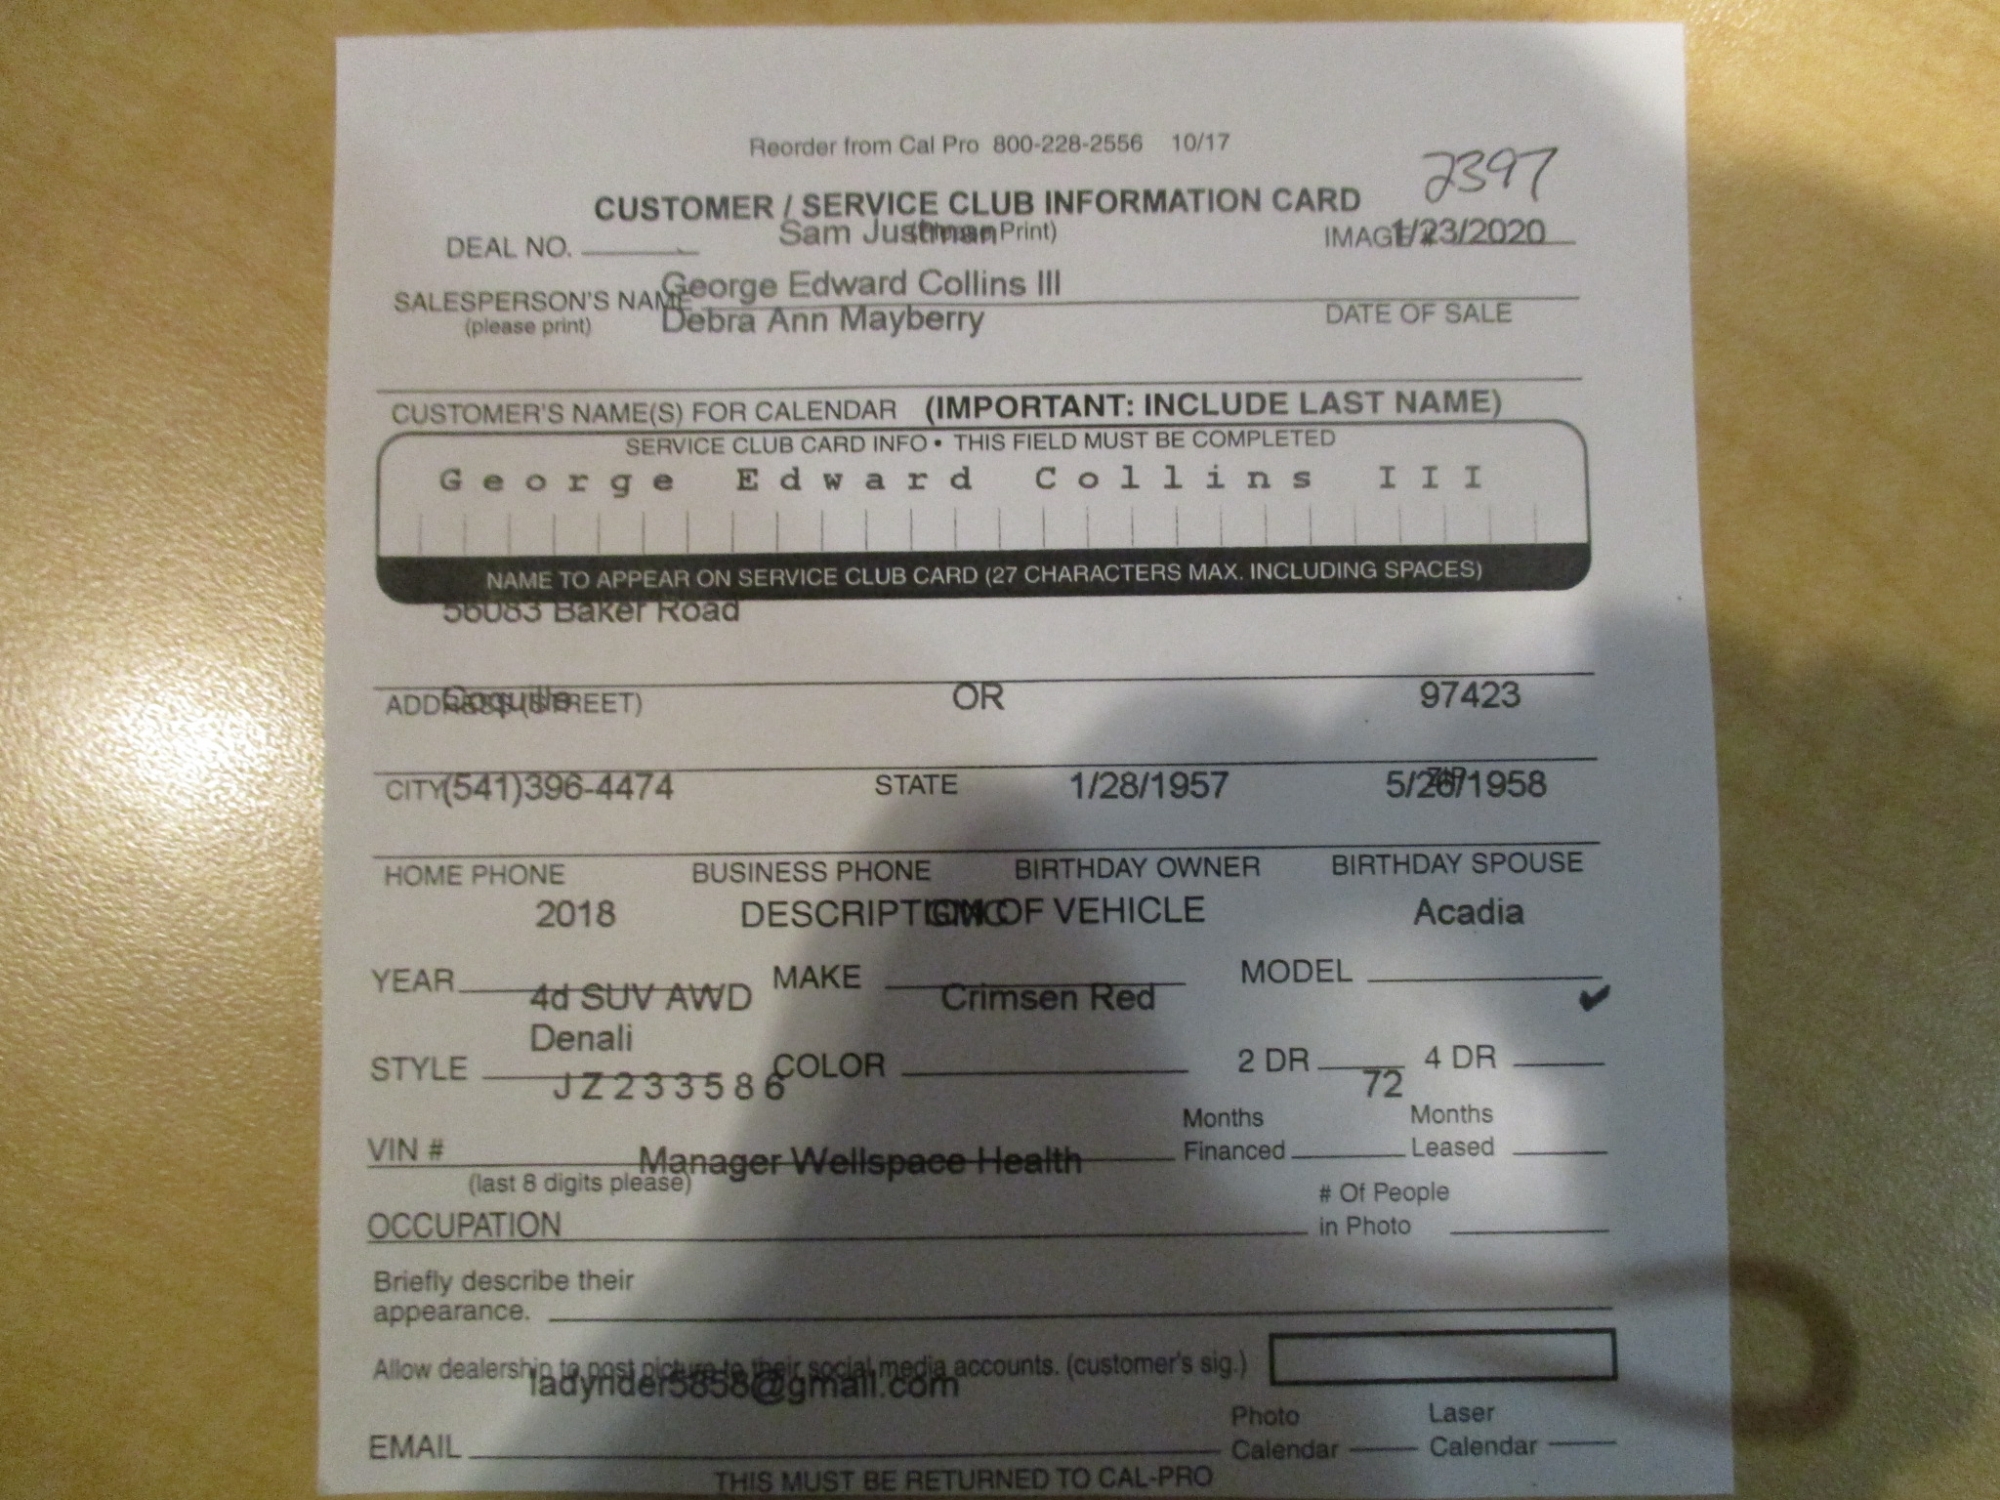 Reorder from Cal Pro 800-228-2556 10/17
2397
CUSTOMER / SERVICE CLUB INFORMATION CARD
DEAL NO. Sam Justman Print) IMAGE 1/23/2020
George Edward Collins III
SALESPERSON'S NAME
(please print) Debra Ann Mayberry DATE OF SALE
CUSTOMER'S NAME(S) FOR CALENDAR (IMPORTANT: INCLUDE LAST NAME)
SERVICE CLUB CARD INFO • THIS FIELD MUST BE COMPLETED
George Edward Collins III
NAME TO APPEAR ON SERVICE CLUB CARD (27 CHARACTERS MAX. INCLUDING SPACES)
56083 Baker Road
Coquille OR 97423
ADDRESS (STREET)
(541)396-4474 1/28/1957 5/26/1958
CITY STATE ZIP
HOME PHONE BUSINESS PHONE BIRTHDAY OWNER BIRTHDAY SPOUSE
2018 GMC Acadia
DESCRIPTION OF VEHICLE
YEAR MAKE MODEL
4d SUV AWD Crimsen Red ✔
Denali
STYLE COLOR 2 DR 4 DR
JZ233586 72
Months Months
VIN # Financed Leased
Manager Wellspace Health
(last 8 digits please)
# Of People
OCCUPATION in Photo
Briefly describe their
appearance.
Allow dealership to post picture to their social media accounts. (customer's sig.)
ladyrider5858@gmail.com
Photo Laser
EMAIL Calendar Calendar
THIS MUST BE RETURNED TO CAL-PRO